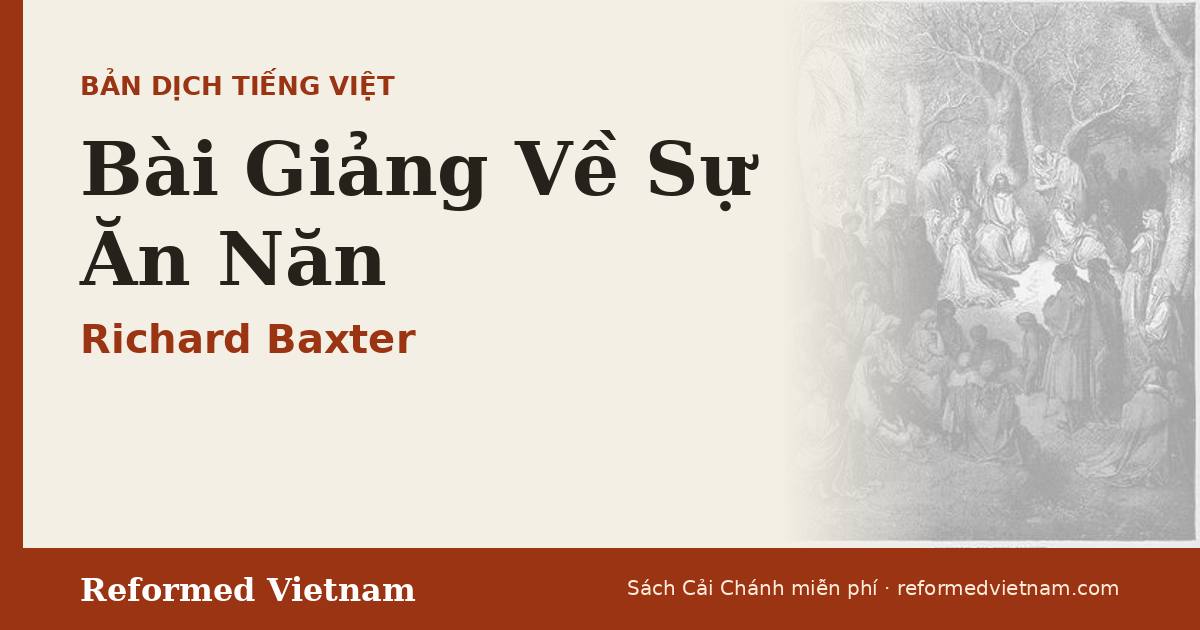 BẢN DỊCH TIẾNG VIỆT
Bài Giảng Về Sự
Ăn Năn
Richard Baxter
Reformed Vietnam
Sách Cải Chánh miễn phí · reformedvietnam.com